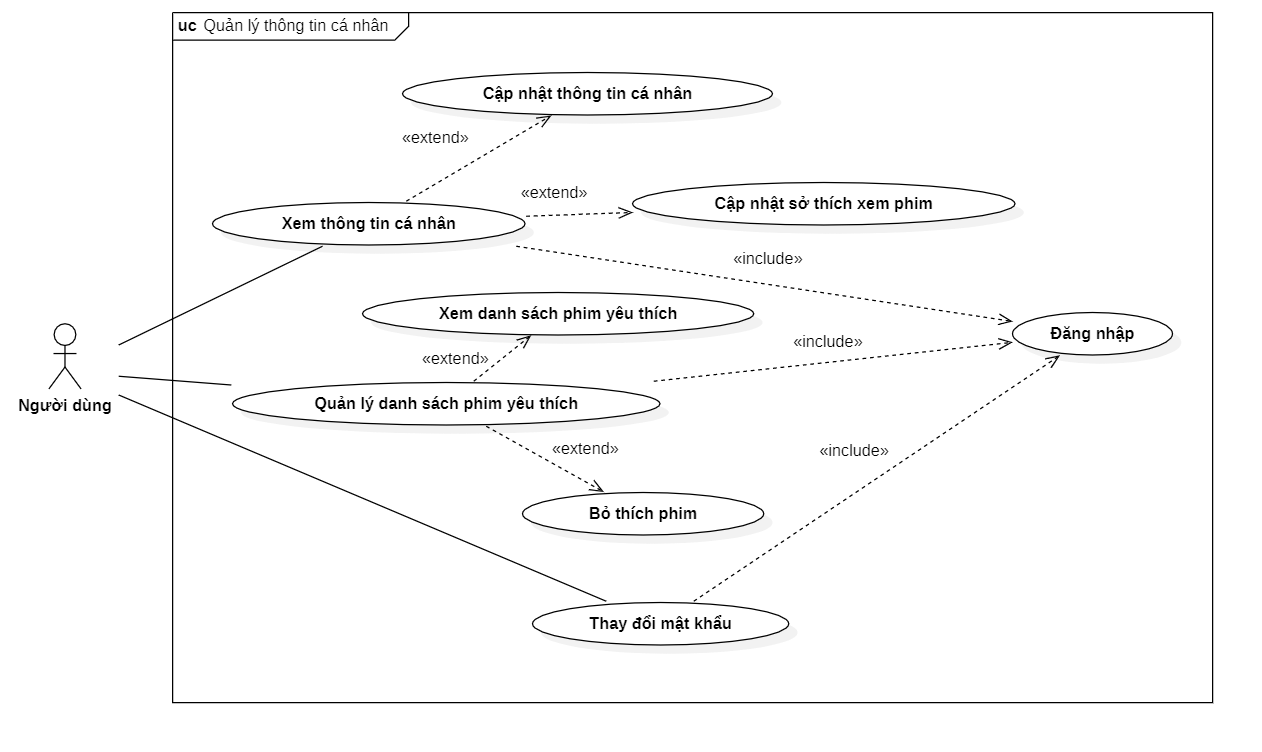 uc Quản lý thông tin cá nhân
Cập nhật thông tin cá nhân
«extend»
«extend»
Cập nhật sở thích xem phim
Xem thông tin cá nhân
«include»
Xem danh sách phim yêu thích
Đăng nhập
«include»
«extend»
Người dùng
Quản lý danh sách phim yêu thích
«extend»
«include»
Bỏ thích phim
Thay đổi mật khẩu